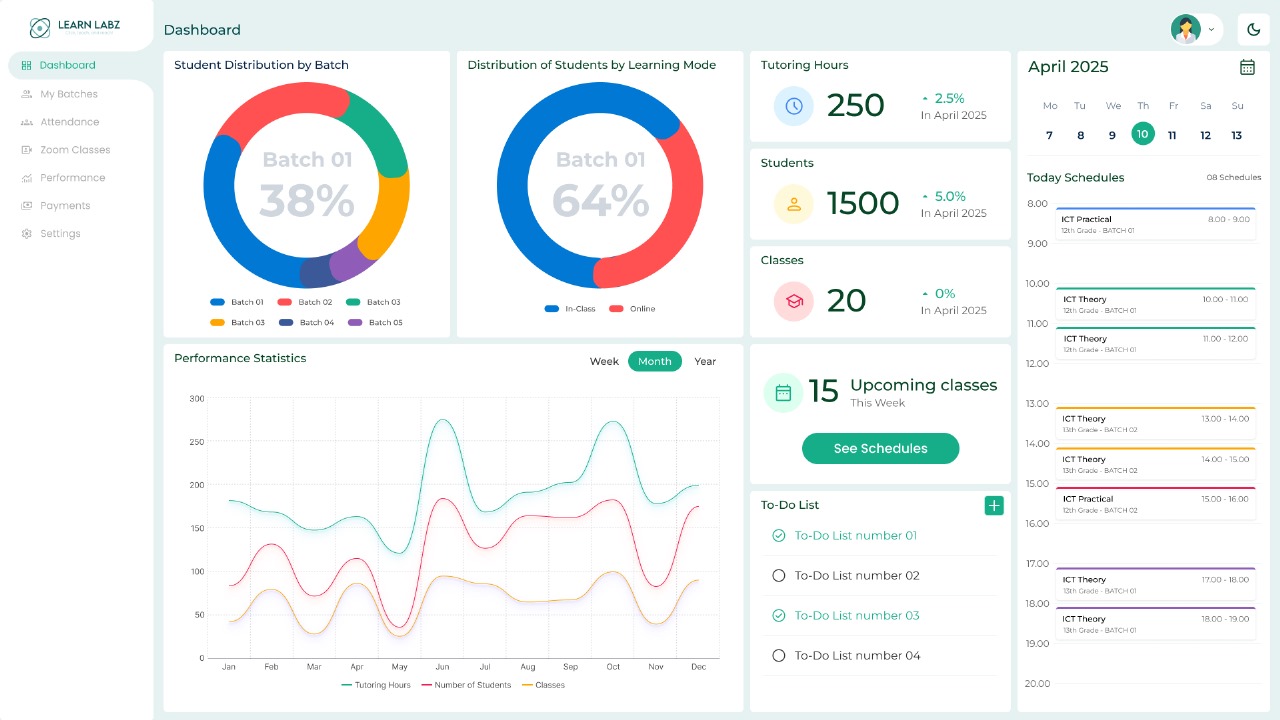 LEARN LABZ
Dashboard
Dashboard
My Batches
Attendance
Zoom Classes
Performance
Payments
Settings
Student Distribution by Batch
Batch 01
38%
Batch 01 Batch 02 Batch 03
Batch 03 Batch 04 Batch 05
Distribution of Students by Learning Mode
Batch 01
64%
In-Class Online
Tutoring Hours
250
2.5%
In April 2025
Students
1500
5.0%
In April 2025
Classes
20
0%
In April 2025
Performance Statistics
Week Month Year
300
250
200
150
100
50
0
Jan Feb Mar Apr May Jun Jul Aug Sep Oct Nov Dec
Tutoring Hours Number of Students Classes
15 Upcoming classes
This Week
See Schedules
To-Do List
To-Do List number 01
To-Do List number 02
To-Do List number 03
To-Do List number 04
April 2025
Mo Tu We Th Fr Sa Su
7 8 9 10 11 12 13
Today Schedules 08 Schedules
8.00
ICT Practical 8.00 - 9.00
12th Grade - BATCH 01
9.00
10.00
ICT Theory 10.00 - 11.00
12th Grade - BATCH 01
11.00
ICT Theory 11.00 - 12.00
12th Grade - BATCH 01
12.00
13.00
ICT Theory 13.00 - 14.00
13th Grade - BATCH 02
14.00
ICT Theory 14.00 - 15.00
13th Grade - BATCH 02
15.00
ICT Practical 15.00 - 16.00
12th Grade - BATCH 02
16.00
17.00
ICT Theory 17.00 - 18.00
13th Grade - BATCH 01
18.00
ICT Theory 18.00 - 19.00
13th Grade - BATCH 01
19.00
20.00